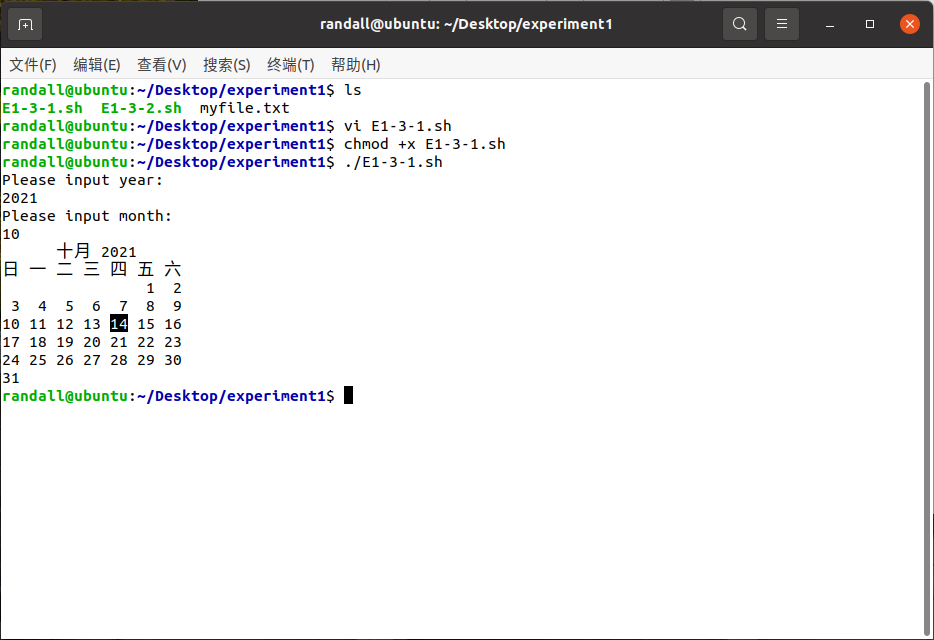 randall@ubuntu: ~/Desktop/experiment1
文件(F) 编辑(E) 查看(V) 搜索(S) 终端(T) 帮助(H)
randall@ubuntu:~/Desktop/experiment1$ ls
E1-3-1.sh  E1-3-2.sh  myfile.txt
randall@ubuntu:~/Desktop/experiment1$ vi E1-3-1.sh
randall@ubuntu:~/Desktop/experiment1$ chmod +x E1-3-1.sh
randall@ubuntu:~/Desktop/experiment1$ ./E1-3-1.sh
Please input year:
2021
Please input month:
10
      十月 2021
日 一 二 三 四 五 六
                1  2
 3  4  5  6  7  8  9
10 11 12 13 14 15 16
17 18 19 20 21 22 23
24 25 26 27 28 29 30
31
randall@ubuntu:~/Desktop/experiment1$